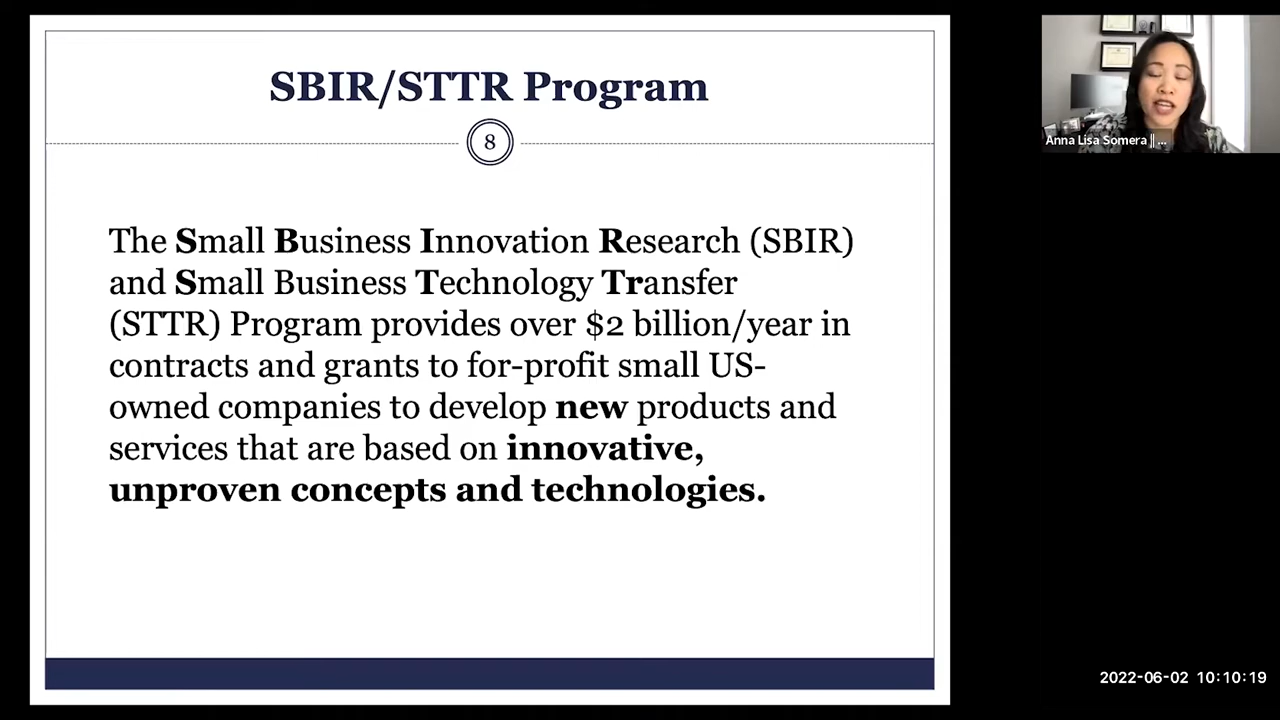 SBIR/STTR Program
8
The Small Business Innovation Research (SBIR)
and Small Business Technology Transfer
(STTR) Program provides over $2 billion/year in
contracts and grants to for-profit small US-
owned companies to develop new products and
services that are based on innovative,
unproven concepts and technologies.
Anna Lisa Somera || ...
2022-06-02 10:10:19